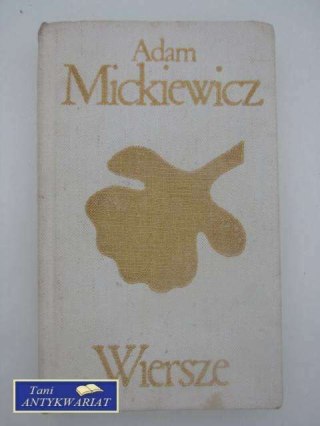 Adam
Mickiewicz
Wiersze
Tani
ANTYKWARIAT